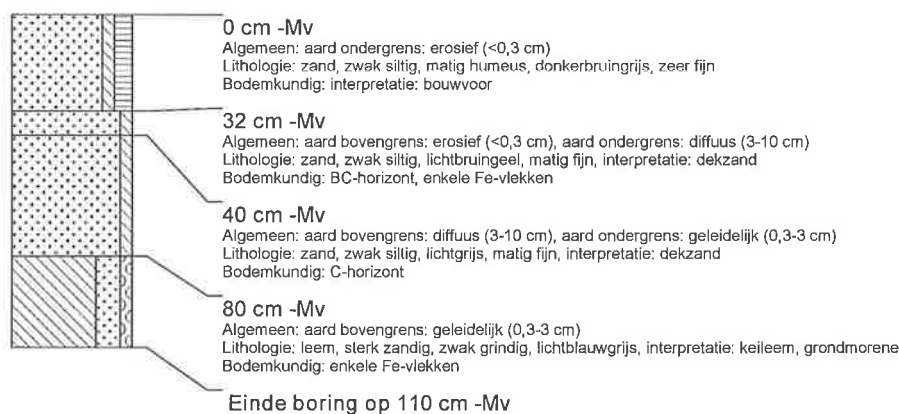 0 cm -Mv
Algemeen: aard ondergrens: erosief (<0,3 cm)
Lithologie: zand, zwak siltig, matig humeus, donkerbruingrijs, zeer fijn
Bodemkundig: interpretatie: bouwvoor
32 cm -Mv
Algemeen: aard bovengrens: erosief (<0,3 cm), aard ondergrens: diffuus (3-10 cm)
Lithologie: zand, zwak siltig, lichtbruingeel, matig fijn, interpretatie: dekzand
Bodemkundig: BC-horizont, enkele Fe-vlekken
40 cm -Mv
Algemeen: aard bovengrens: diffuus (3-10 cm), aard ondergrens: geleidelijk (0,3-3 cm)
Lithologie: zand, zwak siltig, lichtgrijs, matig fijn, interpretatie: dekzand
Bodemkundig: C-horizont
80 cm -Mv
Algemeen: aard bovengrens: geleidelijk (0,3-3 cm)
Lithologie: leem, sterk zandig, zwak grindig, lichtblauwgrijs, interpretatie: keileem, grondmorene
Bodemkundig: enkele Fe-vlekken
Einde boring op 110 cm -Mv